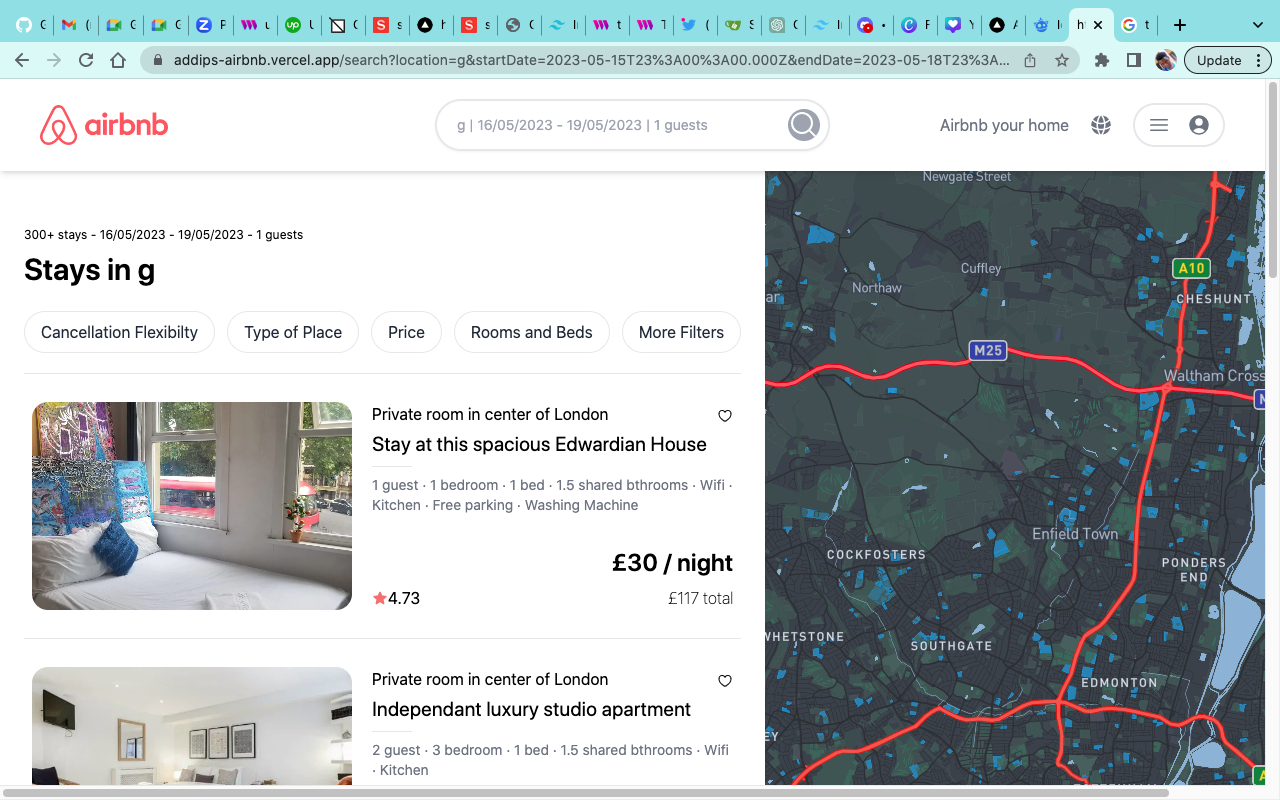 addips-airbnb.vercel.app/search?location=g&startDate=2023-05-15T23%3A00%3A00.000Z&endDate=2023-05-18T23%3A...
Update
airbnb
g | 16/05/2023 - 19/05/2023 | 1 guests
Airbnb your home
300+ stays - 16/05/2023 - 19/05/2023 - 1 guests
Stays in g
Cancellation Flexibilty
Type of Place
Price
Rooms and Beds
More Filters
Private room in center of London
Stay at this spacious Edwardian House
1 guest · 1 bedroom · 1 bed · 1.5 shared bthrooms · Wifi ·
Kitchen · Free parking · Washing Machine
£30 / night
4.73
£117 total
Private room in center of London
Independant luxury studio apartment
2 guest · 3 bedroom · 1 bed · 1.5 shared bthrooms · Wifi
· Kitchen
Newgate Street
Cuffley
A10
Northaw
CHESHUNT
M25
Waltham Cross
Enfield Town
COCKFOSTERS
PONDERS
END
WHETSTONE
SOUTHGATE
EDMONTON